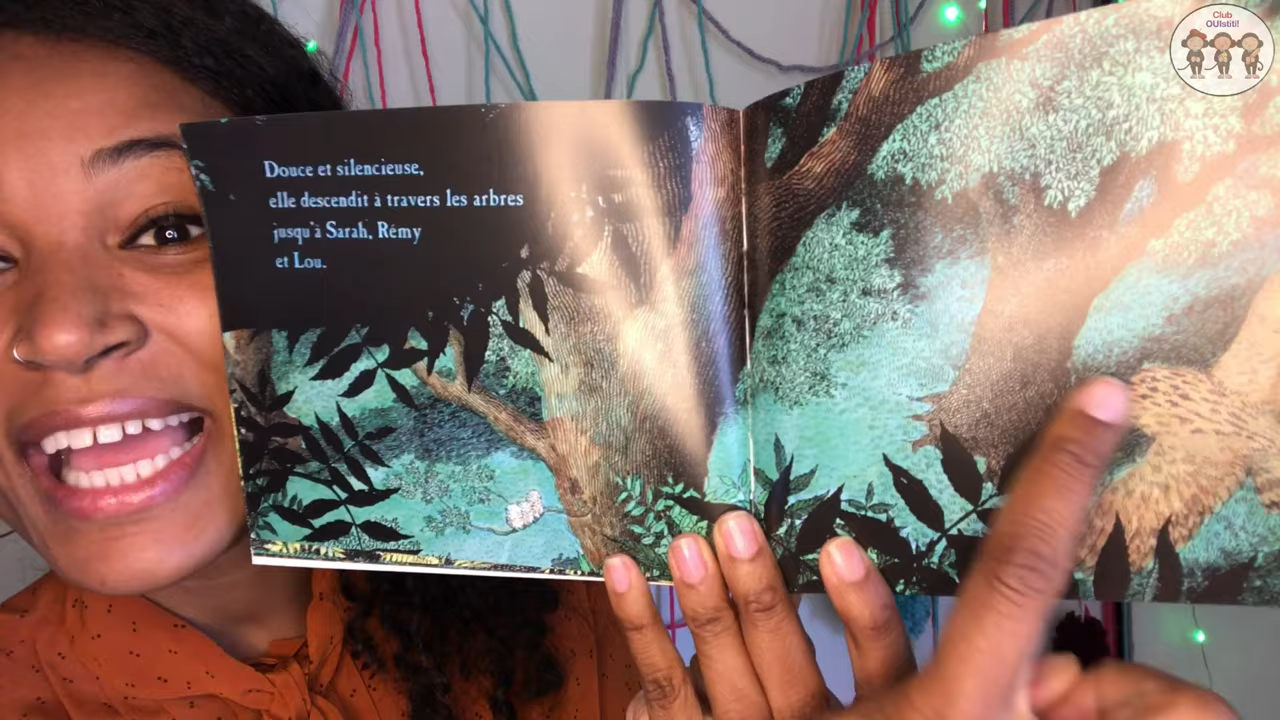 Club
OUIstiti!
Douce et silencieuse,
elle descendit à travers les arbres
jusqu'à Sarah, Rémy
et Lou.